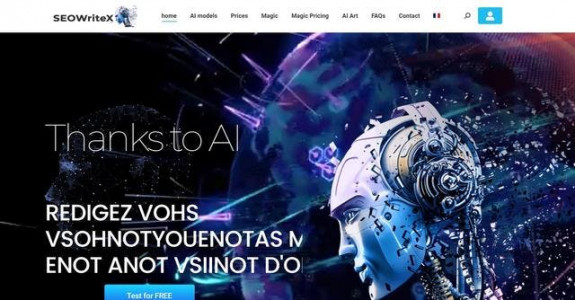 SEOWriteX
home AI models Prices Magic Magic Pricing AI Art FAQs Contact
Thanks to AI
REDIGEZ VOHS
VSOHNOTYOUENOTAS M
ENOT ANOT VSIINOT D'O
Test for FREE